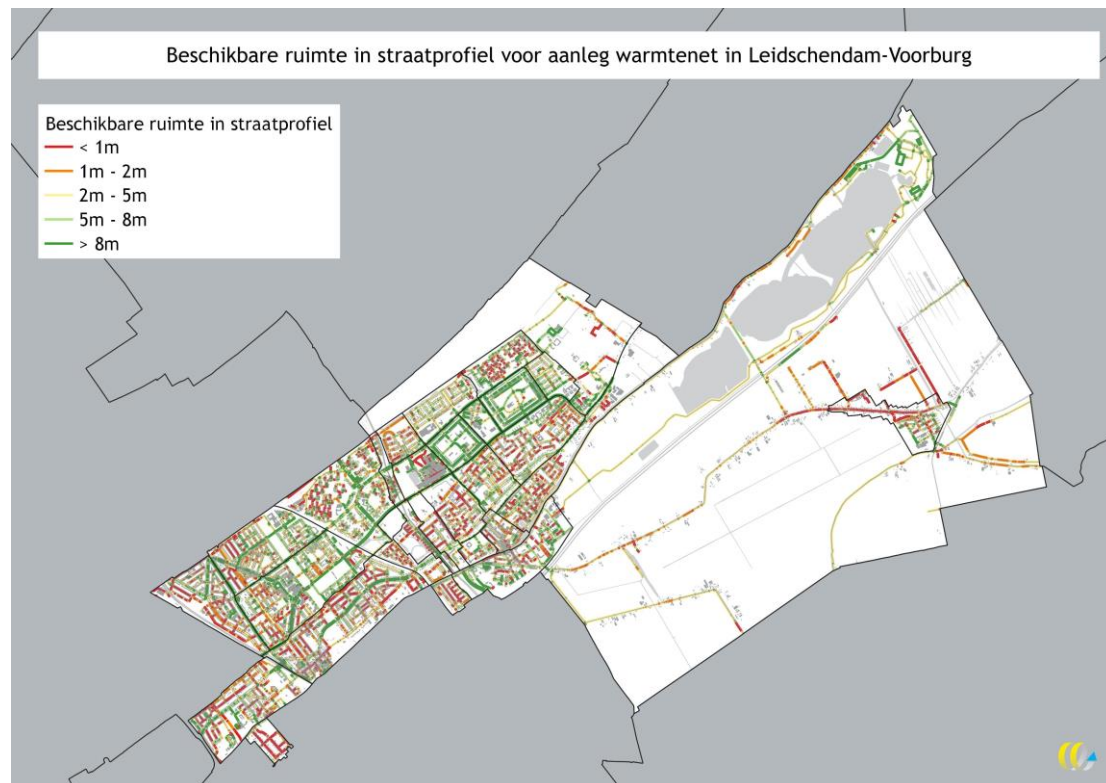 Beschikbare ruimte in straatprofiel voor aanleg warmtenet in Leidschendam-Voorburg
Beschikbare ruimte in straatprofiel
< 1m
1m - 2m
2m - 5m
5m - 8m
> 8m